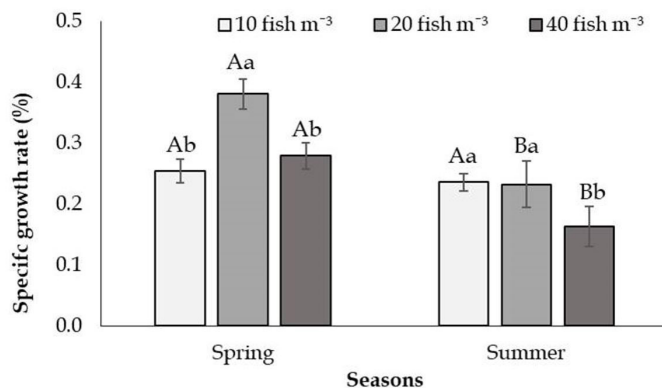 0.5
0.4
0.3
0.2
0.1
0.0
Specifc growth rate (%)
10 fish m⁻³ 20 fish m⁻³ 40 fish m⁻³
Ab Aa Ab Aa Ba Bb
Spring Summer
Seasons